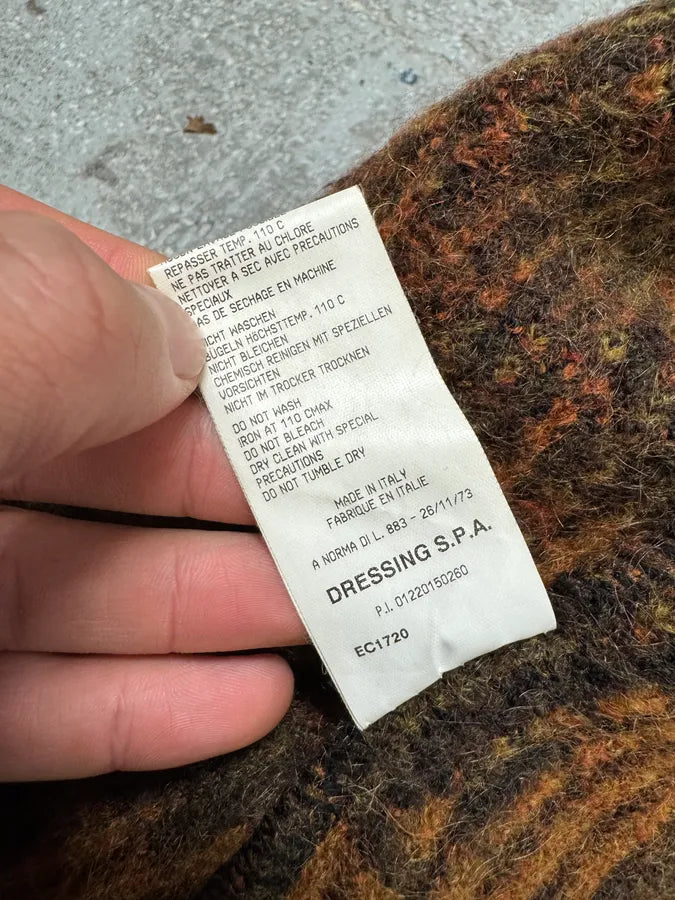 REPASSER TEMP. 110 C
NE PAS TRATTER AU CHLORE
NETTOYER A SEC AVEC PRECAUTIONS
SPECIAUX
AS DE SECHAGE EN MACHINE
ICHT WASCHEN
BÜGELN HöCHSTTEMP. 110 C
NICHT BLEICHEN
CHEMISCH REINIGEN MIT SPEZIELLEN
VORSICHTEN
NICHT IM TROCKER TROCKNEN
DO NOT WASH
IRON AT 110 CMAX
DO NOT BLEACH
DRY CLEAN WITH SPECIAL
PRECAUTIONS
DO NOT TUMBLE DRY
MADE IN ITALY
FABRIQUE EN ITALIE
A NORMA DI L. 883 - 26/11/73
DRESSING S.P.A.
P.I. 01220150260
EC1720